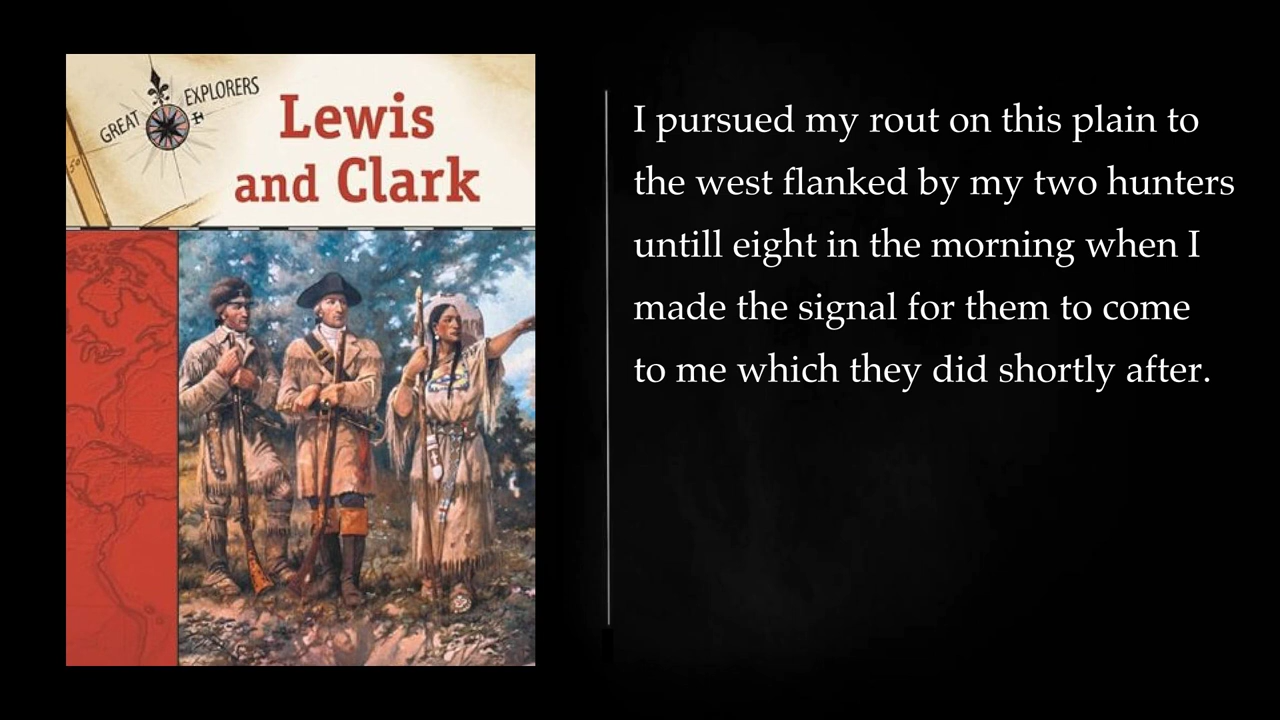 GREAT EXPLORERS
Lewis
and Clark
I pursued my rout on this plain to
the west flanked by my two hunters
untill eight in the morning when I
made the signal for them to come
to me which they did shortly after.